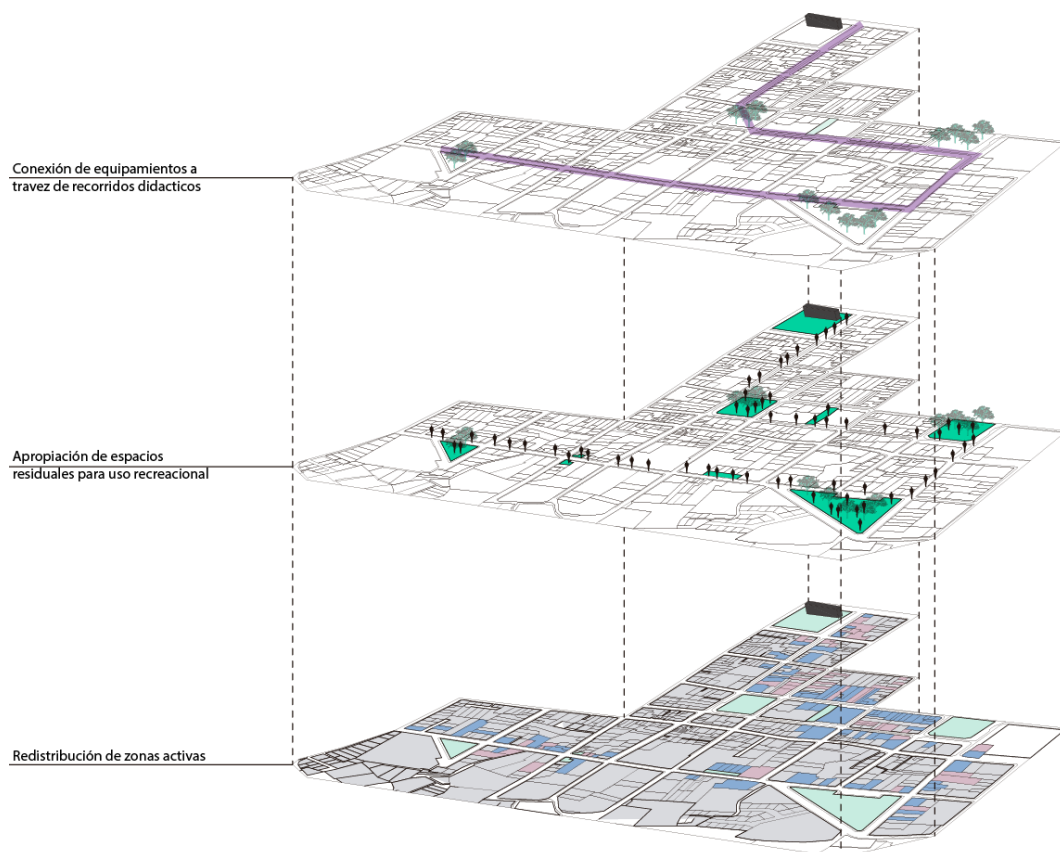 Conexión de equipamientos a
travez de recorridos didacticos
Apropiación de espacios
residuales para uso recreacional
Redistribución de zonas activas